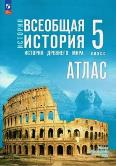 ИСТОРИЯ
ВСЕОБЩАЯ
ИСТОРИЯ 5
ИСТОРИЯ ДРЕВНЕГО МИРА КЛАСС
АТЛАС